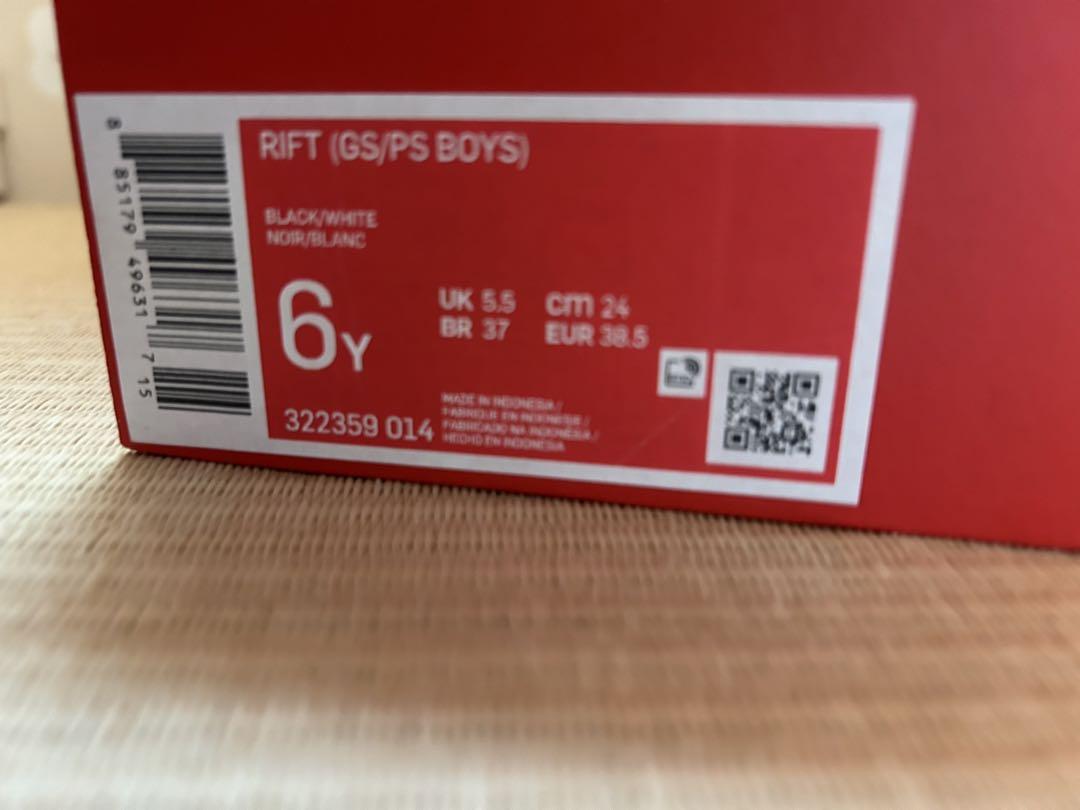 RIFT (GS/PS BOYS)
BLACK/WHITE
NOIR/BLANC
6Y
UK 5.5 cm 24
BR 37 EUR 38.5
322359 014
MADE IN INDONESIA /
FABRIQUE EN INDONESIE /
FABRICADO NA INDONESIA /
HECHO EN INDONESIA
8 85179 49631 7 15